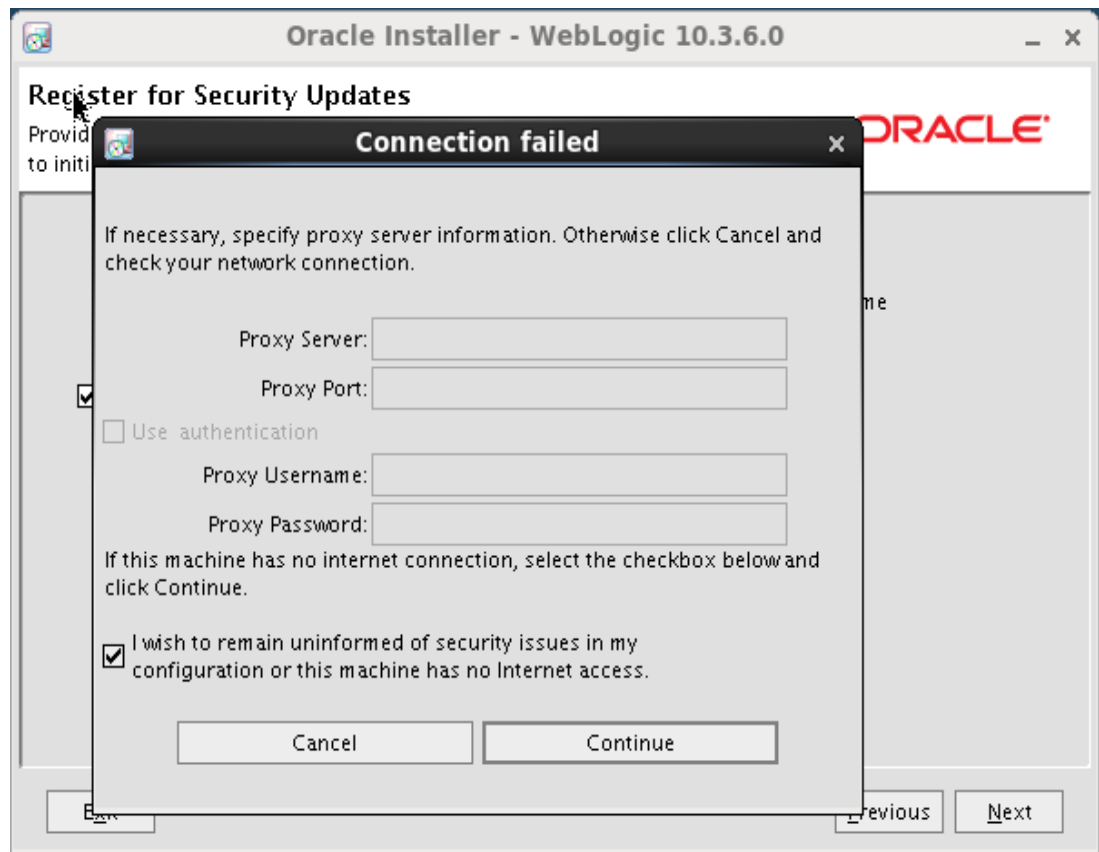 Oracle Installer - WebLogic 10.3.6.0
Register for Security Updates
Provid
to initi
ORACLE
Connection failed
If necessary, specify proxy server information. Otherwise click Cancel and
check your network connection.
me
Proxy Server:
Proxy Port:
Use authentication
Proxy Username:
Proxy Password:
If this machine has no internet connection, select the checkbox below and
click Continue.
I wish to remain uninformed of security issues in my
configuration or this machine has no Internet access.
Cancel Continue
Exit Previous Next